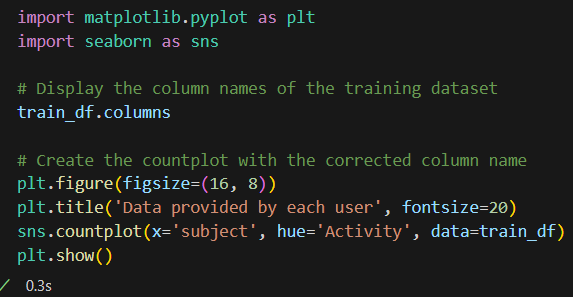 import matplotlib.pyplot as plt
import seaborn as sns
# Display the column names of the training dataset
train_df.columns
# Create the countplot with the corrected column name
plt.figure(figsize=(16, 8))
plt.title('Data provided by each user', fontsize=20)
sns.countplot(x='subject', hue='Activity', data=train_df)
plt.show()
0.3s